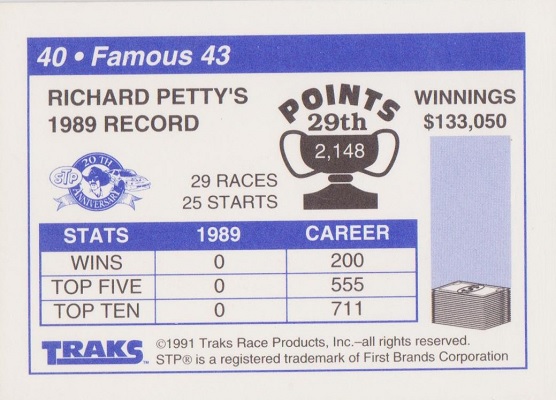 40 • Famous 43
RICHARD PETTY'S
1989 RECORD
POINTS
29th
2,148
WINNINGS
$133,050
STP
20TH
ANNIVERSARY
29 RACES
25 STARTS
STATS 1989 CAREER
WINS 0 200
TOP FIVE 0 555
TOP TEN 0 711
TRAKS™
©1991 Traks Race Products, Inc.–all rights reserved.
STP® is a registered trademark of First Brands Corporation